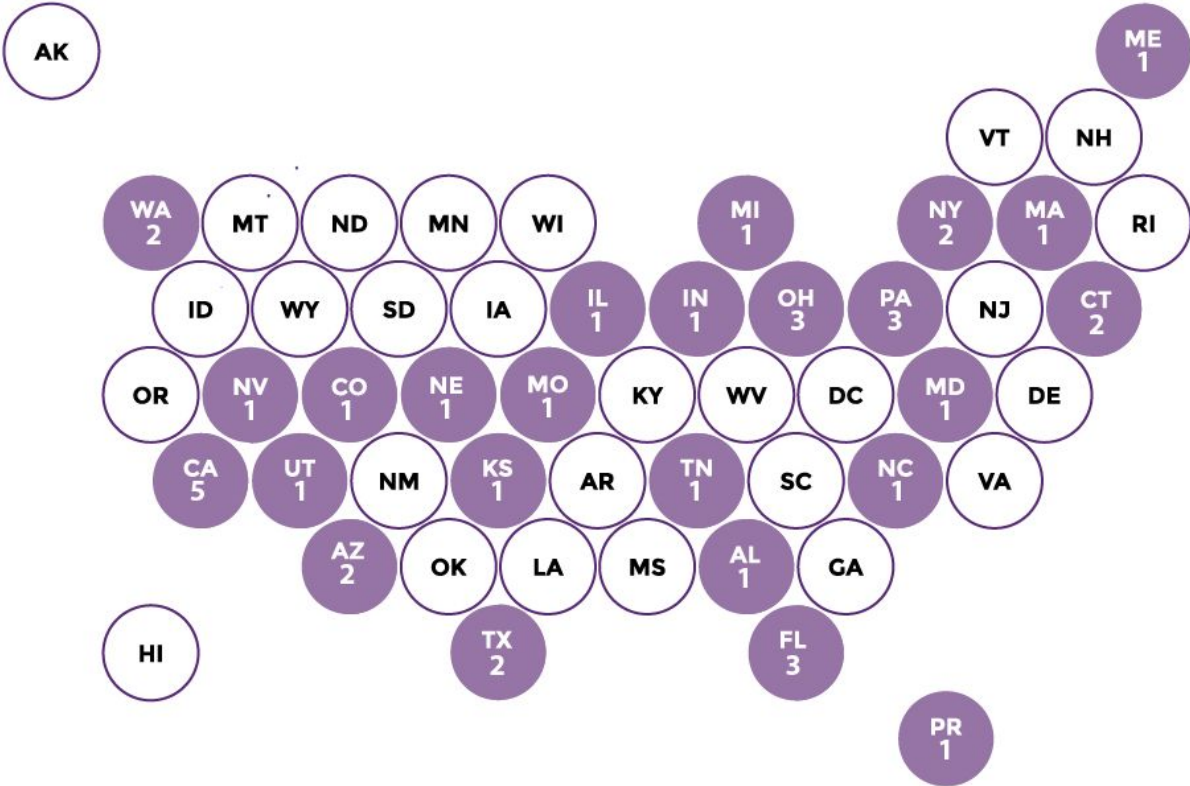 AK
ME
1
VT NH
WA
2
MT ND MN WI
MI
1
NY
2
MA
1
RI
ID WY SD IA
IL
1
IN
1
OH
3
PA
3
NJ
CT
2
OR
NV
1
CO
1
NE
1
MO
1
KY WV DC
MD
1
DE
CA
5
UT
1
NM
KS
1
AR
TN
1
SC
NC
1
VA
AZ
2
OK LA MS
AL
1
GA
HI
TX
2
FL
3
PR
1